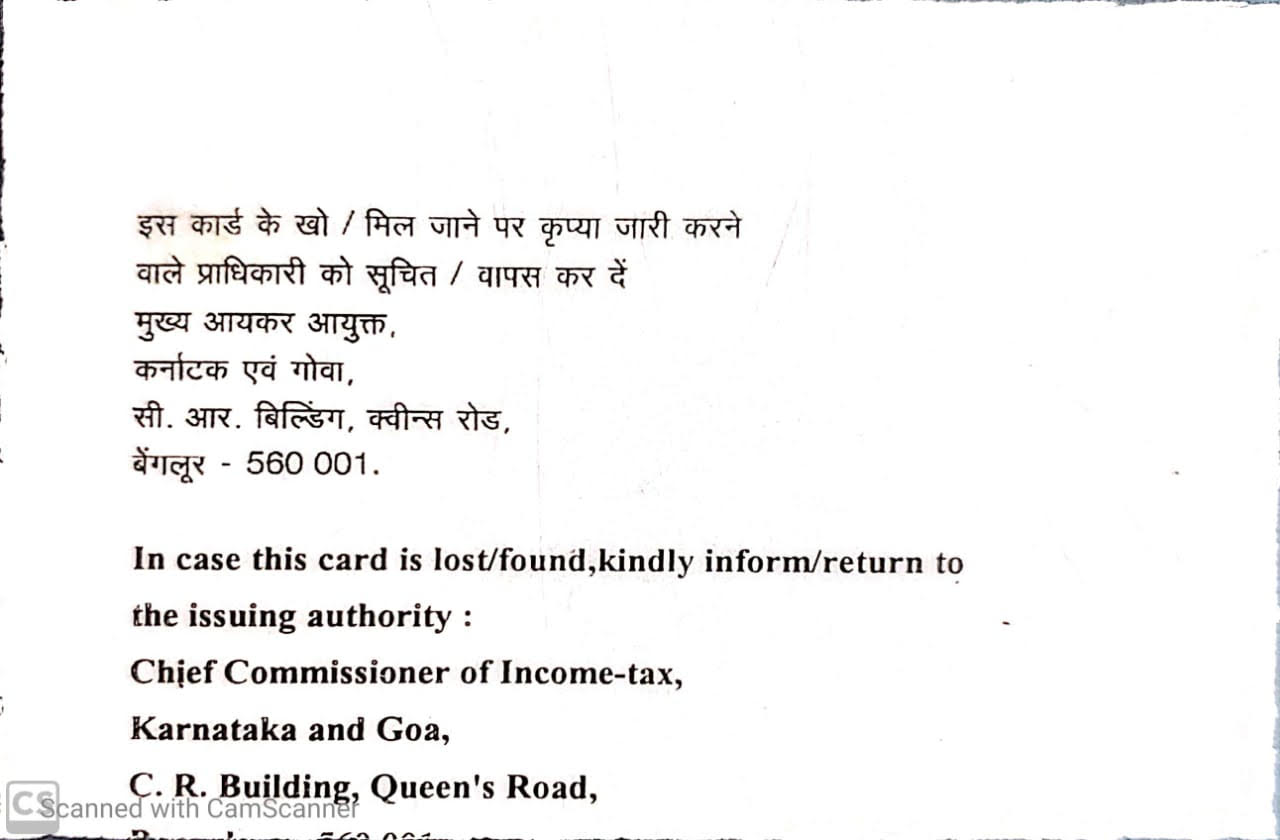 इस कार्ड के खो / मिल जाने पर कृप्या जारी करने
वाले प्राधिकारी को सूचित / वापस कर दें
मुख्य आयकर आयुक्त,
कर्नाटक एवं गोवा,
सी. आर. बिल्डिंग, क्वीन्स रोड,
बेंगलूर - 560 001.
In case this card is lost/found,kindly inform/return to
the issuing authority :
Chief Commissioner of Income-tax,
Karnataka and Goa,
C. R. Building, Queen's Road,
CS Scanned with CamScanner